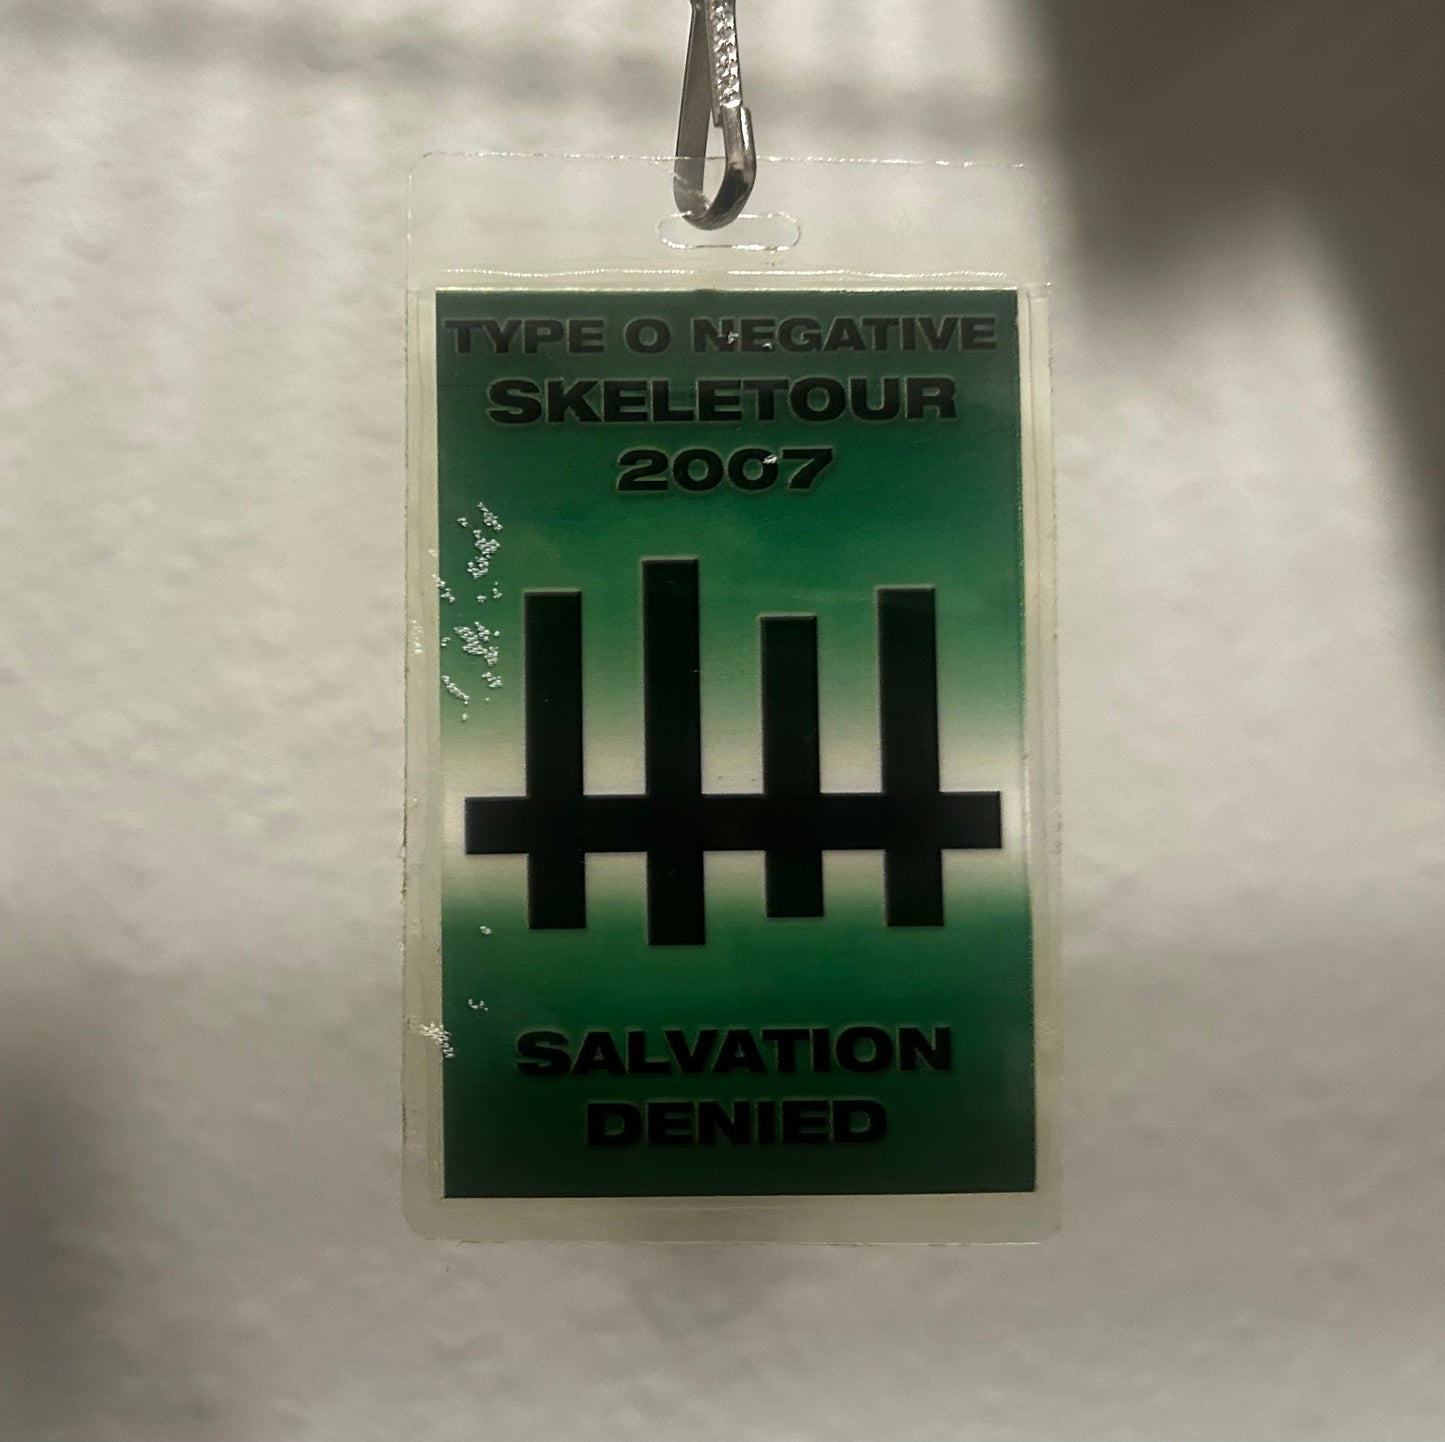 TYPE O NEGATIVE
SKELETOUR
2007
SALVATION
DENIED